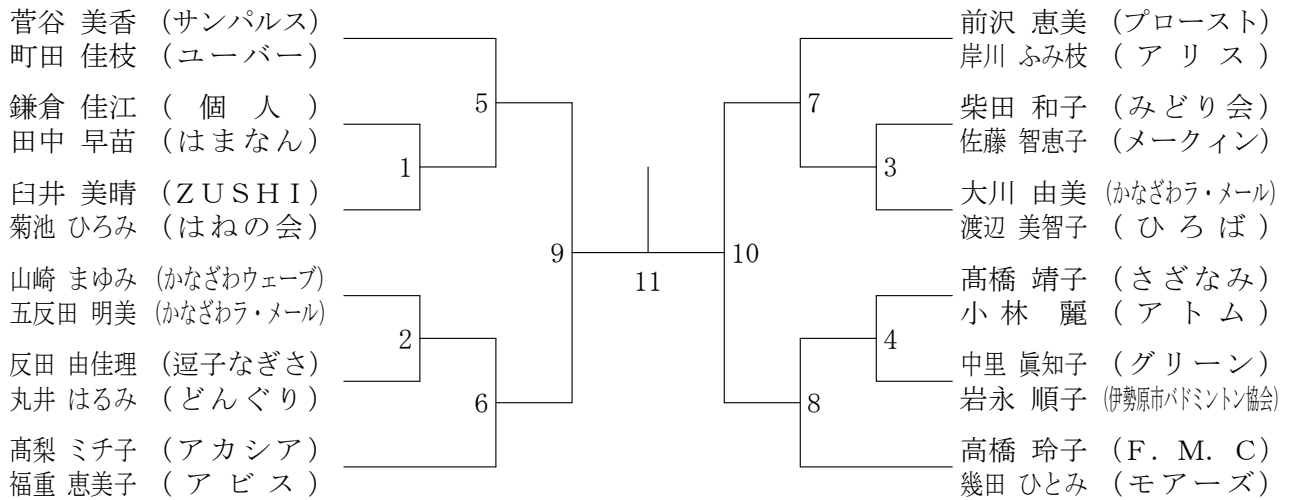 菅谷 美香 (サンパルス)
町田 佳枝 (ユーバー)
鎌倉 佳江 ( 個 人 )
田中 早苗 (はまなん)
臼井 美晴 (ZUSHI)
菊池 ひろみ (はねの会)
山崎 まゆみ (かなざわウェーブ)
五反田 明美 (かなざわラ・メール)
反田 由佳理 (逗子なぎさ)
丸井 はるみ (どんぐり)
髙梨 ミチ子 (アカシア)
福重 恵美子 (アビス)
5
1
9
2
6
11
7
3
10
4
8
前沢 恵美 (プロースト)
岸川 ふみ枝 (アリス)
柴田 和子 (みどり会)
佐藤 智恵子 (メークィン)
大川 由美 (かなざわラ・メール)
渡辺 美智子 (ひろば)
髙橋 靖子 (さざなみ)
小林 麗 (アトム)
中里 眞知子 (グリーン)
岩永 順子 (伊勢原市バドミントン協会)
高橋 玲子 (F. M. C)
幾田 ひとみ (モアーズ)